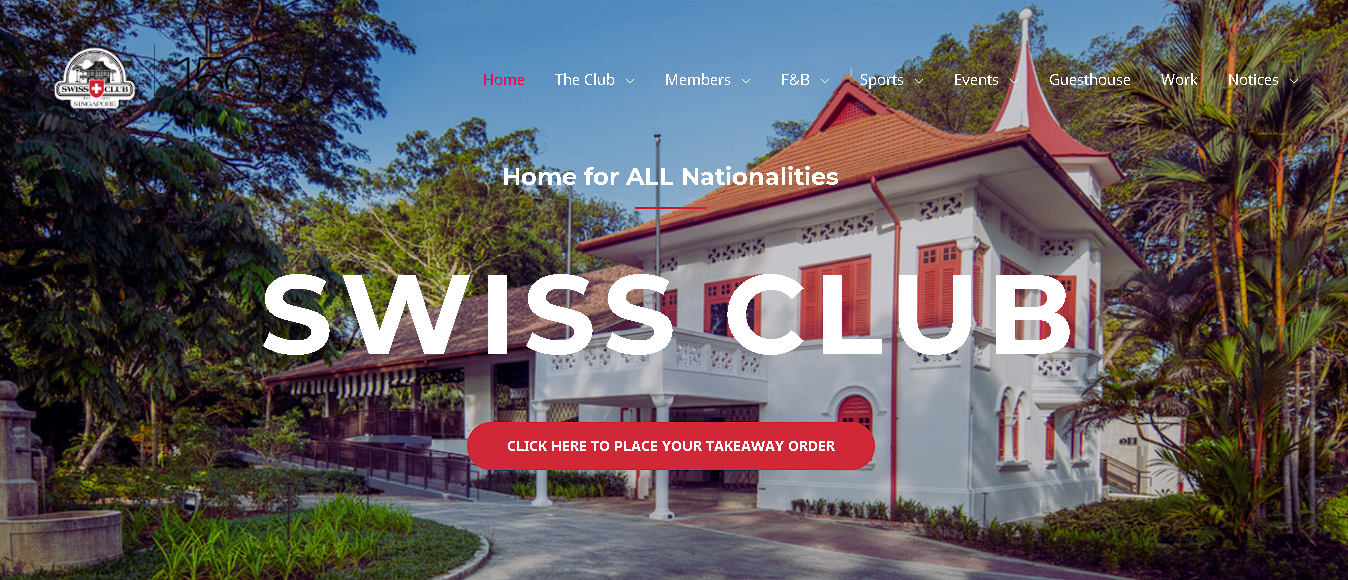 SWISS CLUB
SINGAPORE
150
Home
The Club
Members
F&B
Sports
Events
Guesthouse
Work
Notices
Home for ALL Nationalities
SWISS CLUB
CLICK HERE TO PLACE YOUR TAKEAWAY ORDER